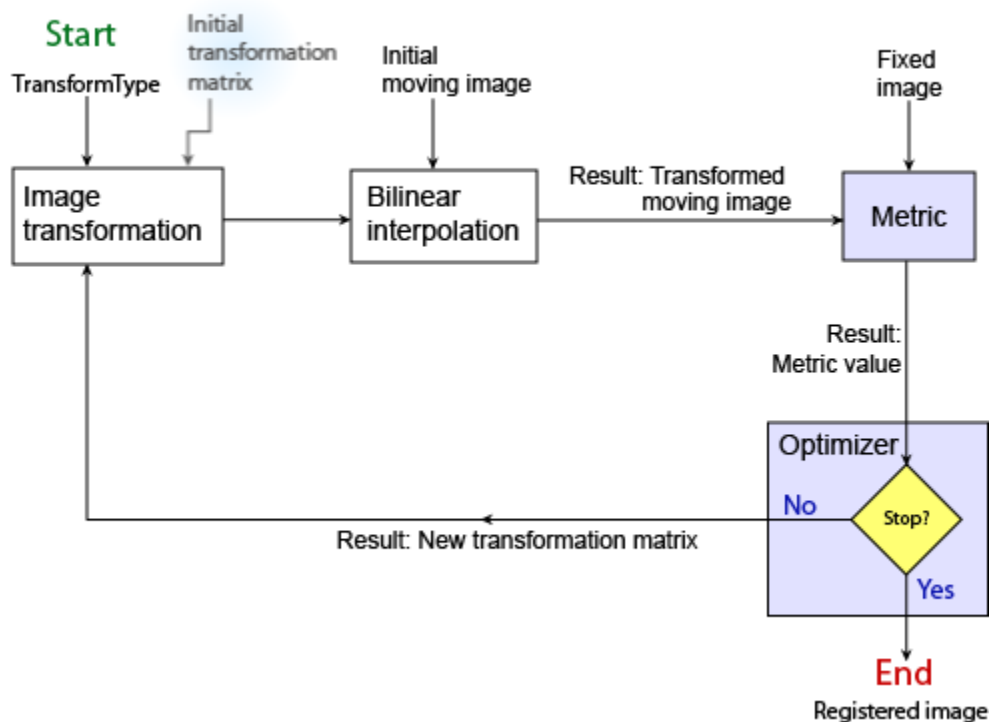 Start
TransformType
Initial
transformation
matrix
Initial
moving image
Fixed
image
Image
transformation
Bilinear
interpolation
Result: Transformed
moving image
Metric
Result:
Metric value
Optimizer
No
Stop?
Result: New transformation matrix
Yes
End
Registered image